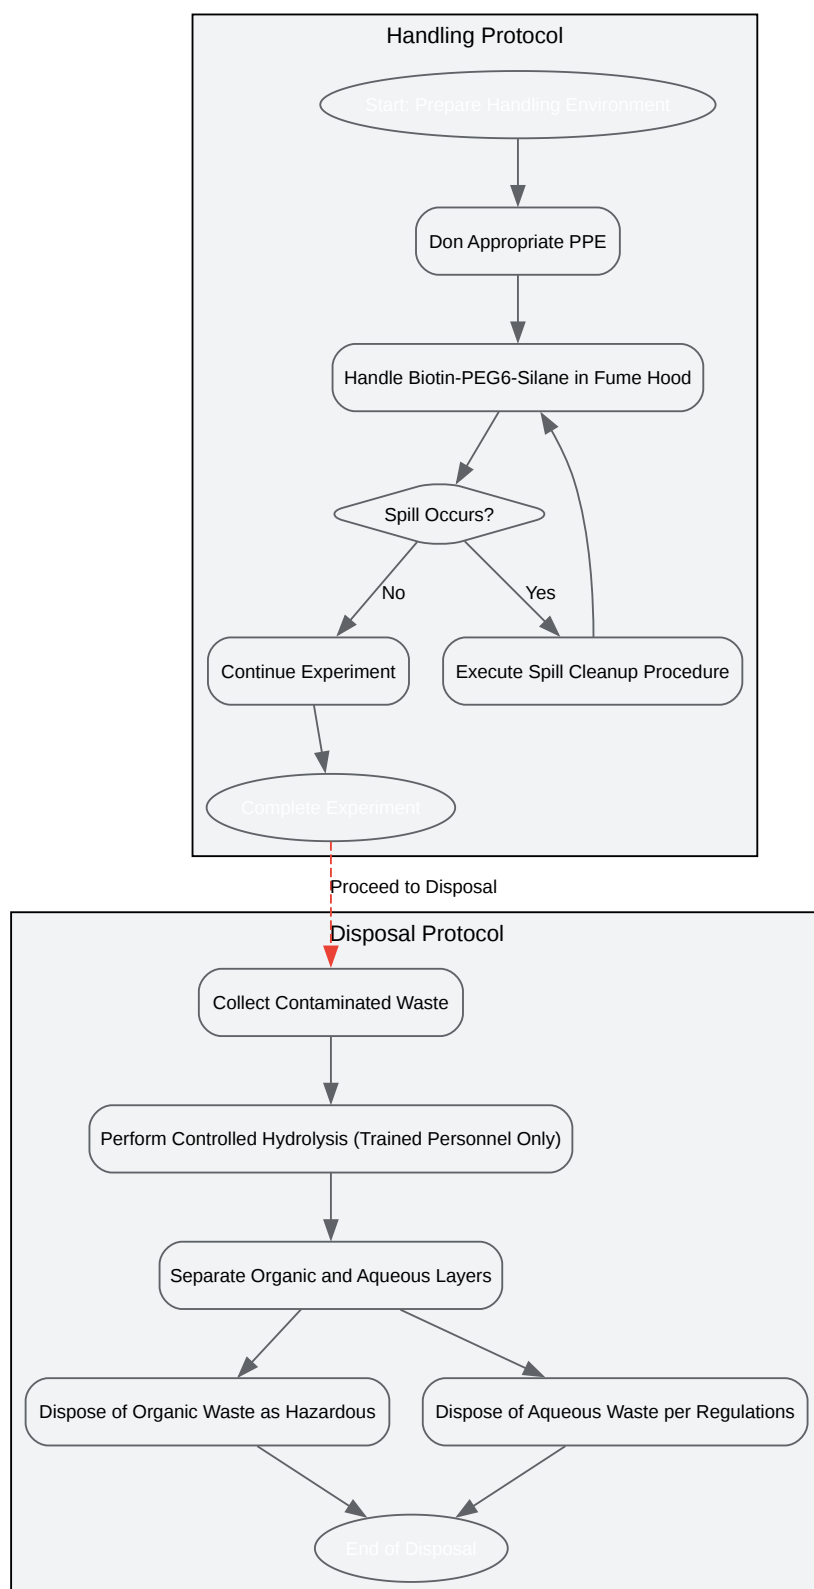 Handling Protocol
Start: Prepare Handling Environment
Don Appropriate PPE
Handle Biotin-PEG6-Silane in Fume Hood
Spill Occurs?
No
Yes
Continue Experiment
Execute Spill Cleanup Procedure
Complete Experiment
Proceed to Disposal
Disposal Protocol
Collect Contaminated Waste
Perform Controlled Hydrolysis (Trained Personnel Only)
Separate Organic and Aqueous Layers
Dispose of Organic Waste as Hazardous
Dispose of Aqueous Waste per Regulations
End of Disposal